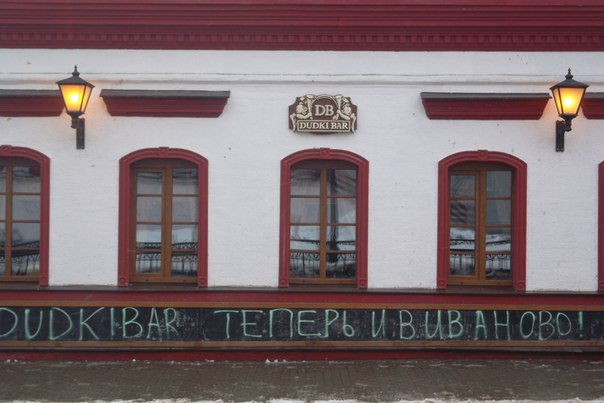 DB
DUDKI BAR
DUDKIBAR ТЕПЕРЬ И В ИВАНОВО!